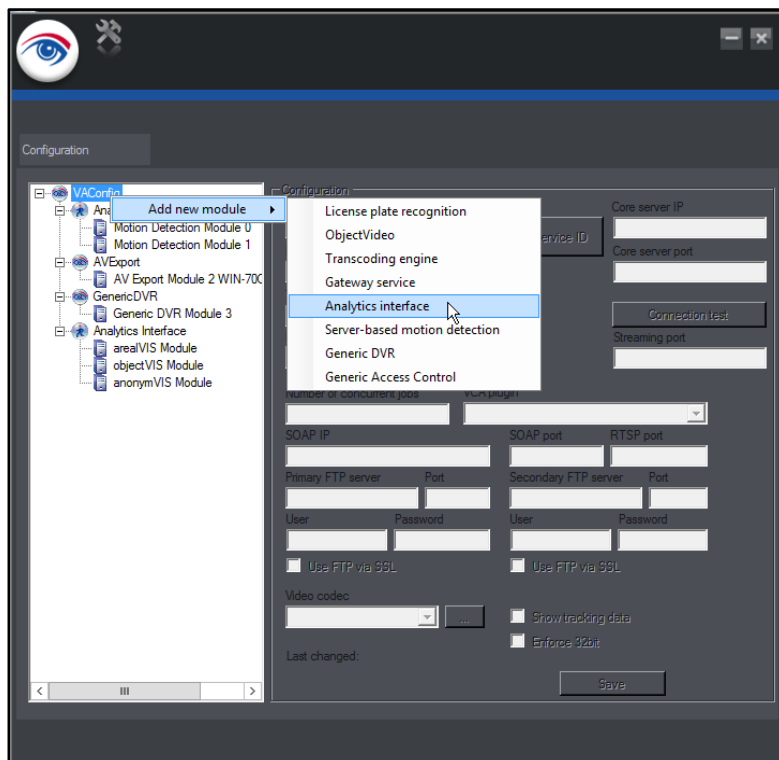 Configuration
VAConfig
Ana
Motion Detection Module 0
Motion Detection Module 1
AVExport
AV Export Module 2 WIN-70C
GenericDVR
Generic DVR Module 3
Analytics Interface
arealVIS Module
objectVIS Module
anonymVIS Module
Add new module
License plate recognition
ObjectVideo
Transcoding engine
Gateway service
Analytics interface
Server-based motion detection
Generic DVR
Generic Access Control
Configuration
Core server IP
ervice ID
Core server port
Connection test
Streaming port
Number of concurrent jobs VCA plugin
SOAP IP SOAP port RTSP port
Primary FTP server Port Secondary FTP server Port
User Password User Password
Use FTP via SSL Use FTP via SSL
Video codec
... Show tracking data
Enforce 32bit
Last changed:
Save